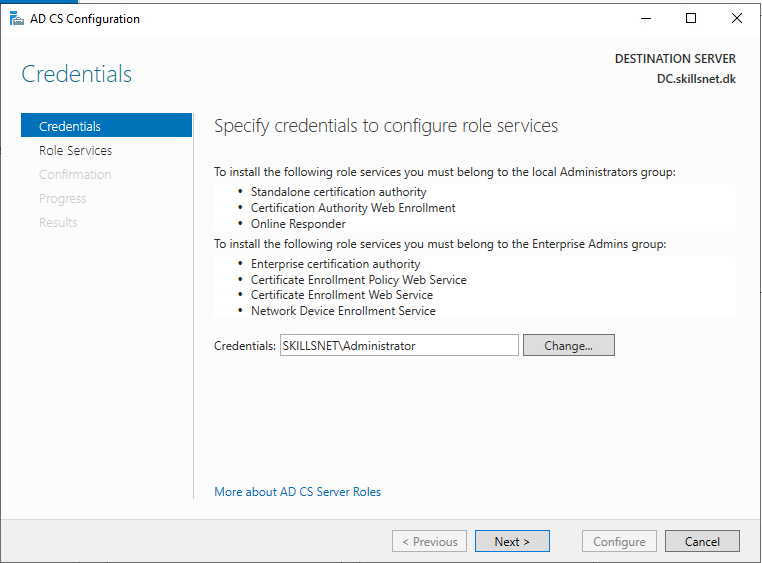 AD CS Configuration
Credentials
DESTINATION SERVER
DC.skillsnet.dk
Credentials
Role Services
Confirmation
Progress
Results
Specify credentials to configure role services
To install the following role services you must belong to the local Administrators group:
• Standalone certification authority
• Certification Authority Web Enrollment
• Online Responder
To install the following role services you must belong to the Enterprise Admins group:
• Enterprise certification authority
• Certificate Enrollment Policy Web Service
• Certificate Enrollment Web Service
• Network Device Enrollment Service
Credentials: SKILLSNET\Administrator Change...
More about AD CS Server Roles
< Previous Next > Configure Cancel